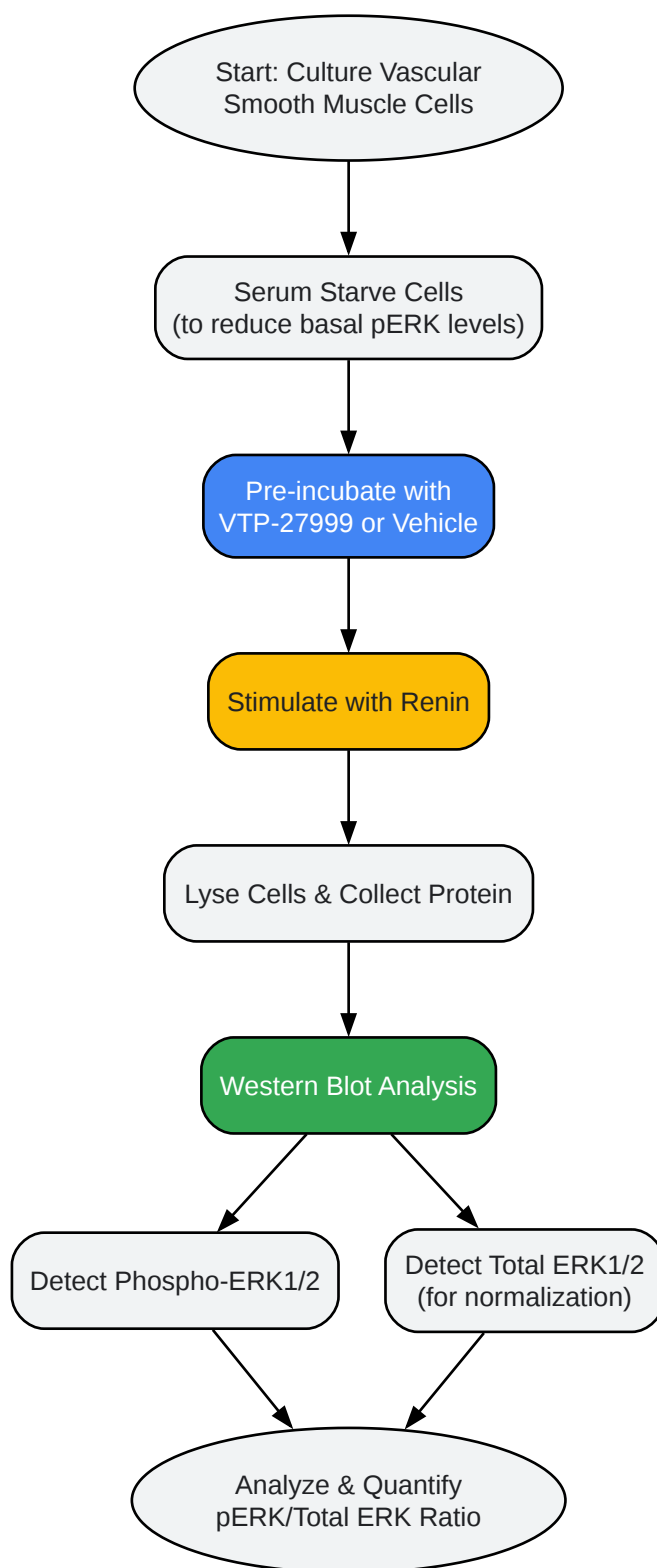 Start: Culture Vascular
Smooth Muscle Cells
Serum Starve Cells
(to reduce basal pERK levels)
Pre-incubate with
VTP-27999 or Vehicle
Stimulate with Renin
Lyse Cells & Collect Protein
Western Blot Analysis
Detect Phospho-ERK1/2
Detect Total ERK1/2
(for normalization)
Analyze & Quantify
pERK/Total ERK Ratio